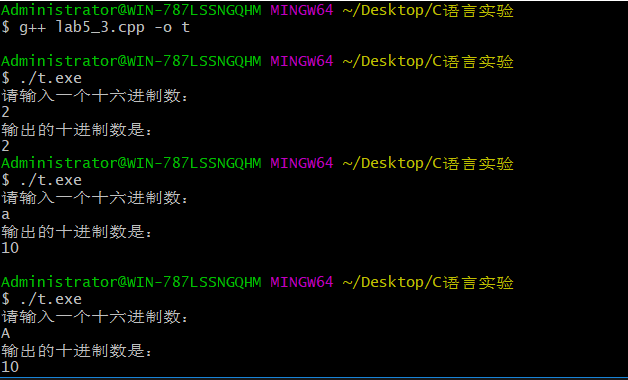 Administrator@WIN-787LSSNGQHM MINGW64 ~/Desktop/C语言实验
$ g++ lab5_3.cpp -o t
Administrator@WIN-787LSSNGQHM MINGW64 ~/Desktop/C语言实验
$ ./t.exe
请输入一个十六进制数:
2
输出的十进制数是:
2
Administrator@WIN-787LSSNGQHM MINGW64 ~/Desktop/C语言实验
$ ./t.exe
请输入一个十六进制数:
a
输出的十进制数是:
10
Administrator@WIN-787LSSNGQHM MINGW64 ~/Desktop/C语言实验
$ ./t.exe
请输入一个十六进制数:
A
输出的十进制数是:
10